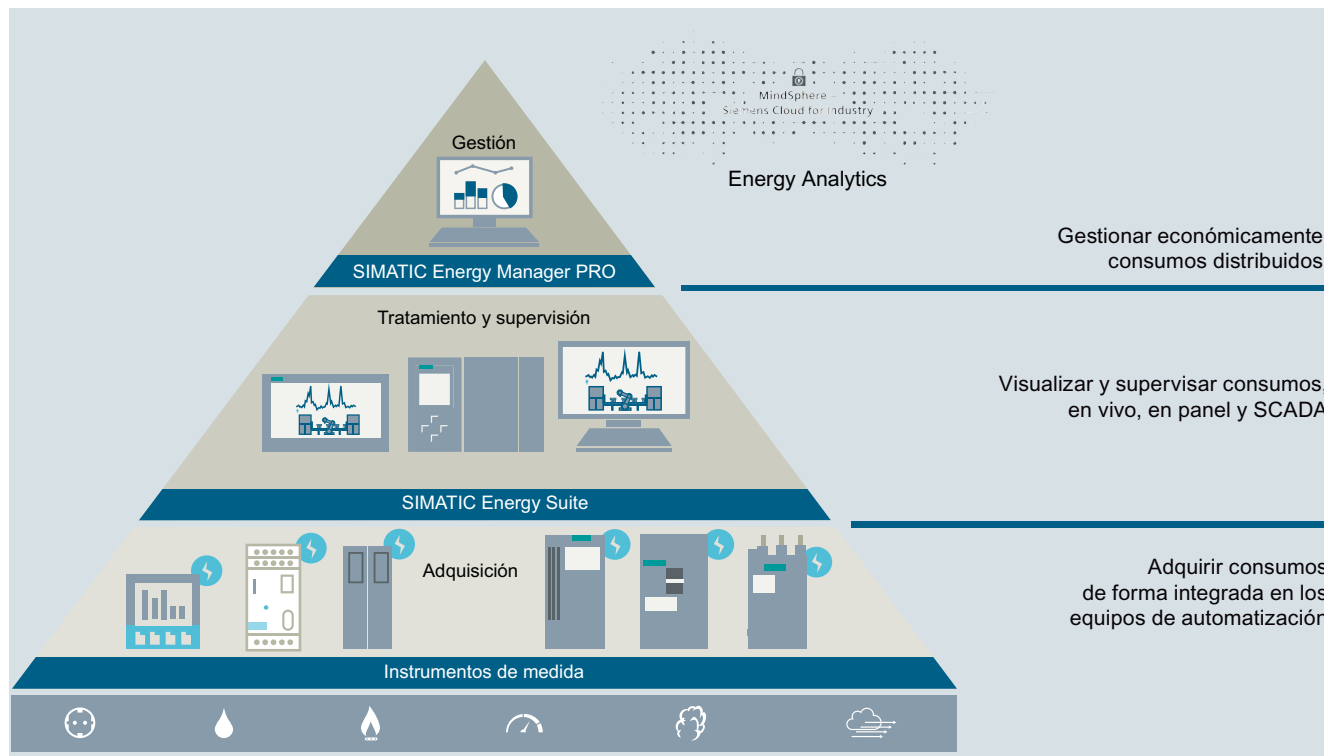 MindSphere –
Siemens Cloud for Industry
Energy Analytics
Gestión
SIMATIC Energy Manager PRO
Gestionar económicamente
consumos distribuidos
Tratamiento y supervisión
SIMATIC Energy Suite
Visualizar y supervisar consumos,
en vivo, en panel y SCADA
Adquisición
Instrumentos de medida
Adquirir consumos
de forma integrada en los
equipos de automatización